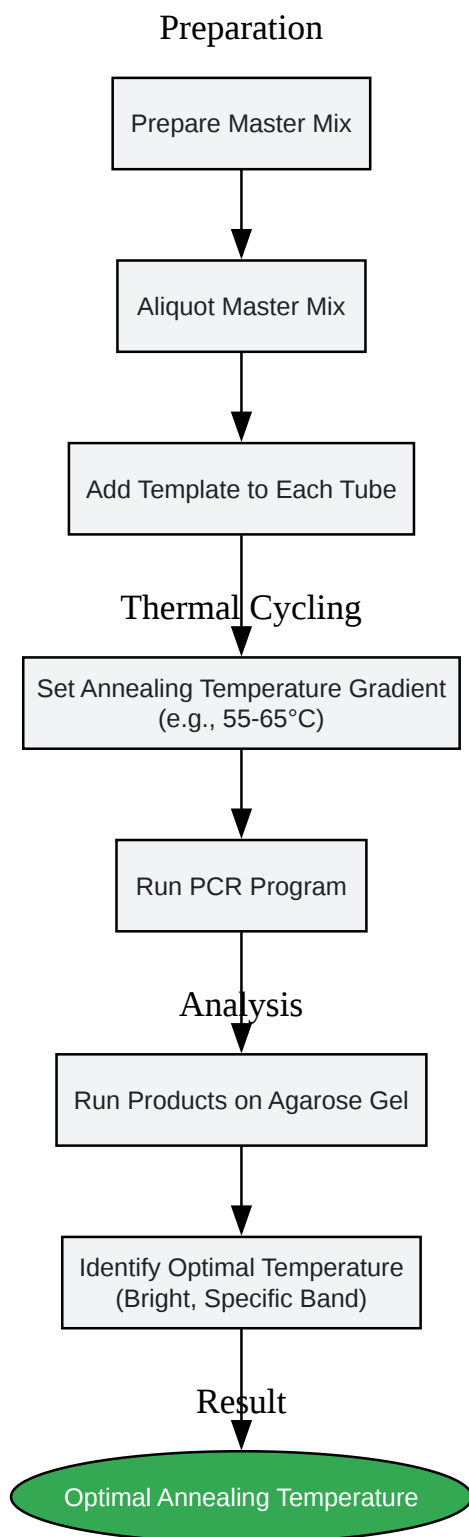 Preparation
Prepare Master Mix
Aliquot Master Mix
Add Template to Each Tube
Thermal Cycling
Set Annealing Temperature Gradient
(e.g., 55-65°C)
Run PCR Program
Analysis
Run Products on Agarose Gel
Identify Optimal Temperature
(Bright, Specific Band)
Result
Optimal Annealing Temperature